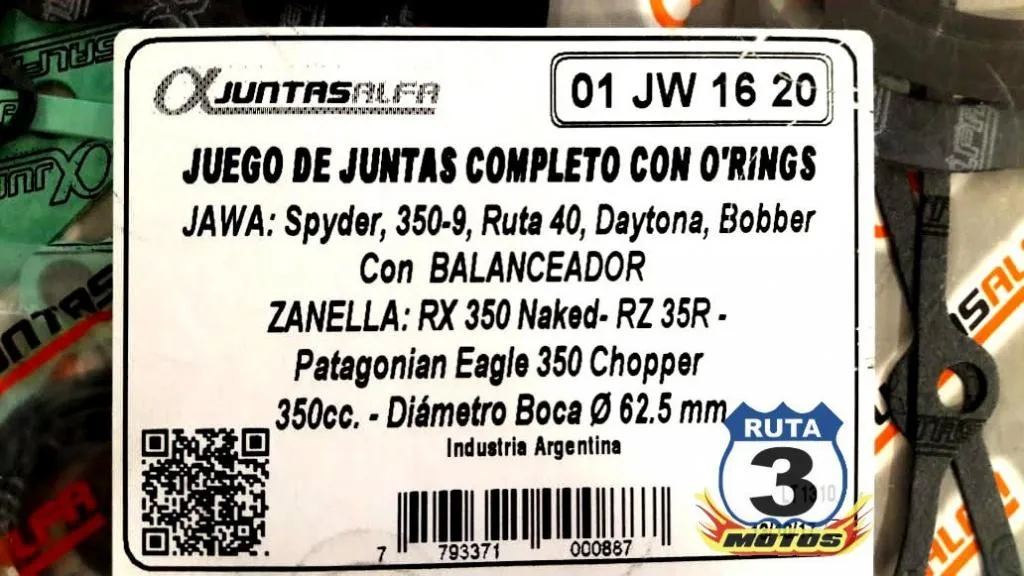 JUNTASALFA
01 JW 16 20
JUEGO DE JUNTAS COMPLETO CON O'RINGS
JAWA: Spyder, 350-9, Ruta 40, Daytona, Bobber
Con BALANCEADOR
ZANELLA: RX 350 Naked- RZ 35R -
Patagonian Eagle 350 Chopper
350cc. - Diámetro Boca Ø 62.5 mm
Industria Argentina
RUTA
3
MOTOS
7 793371 000887
JUNTAS
JUNTASALFA